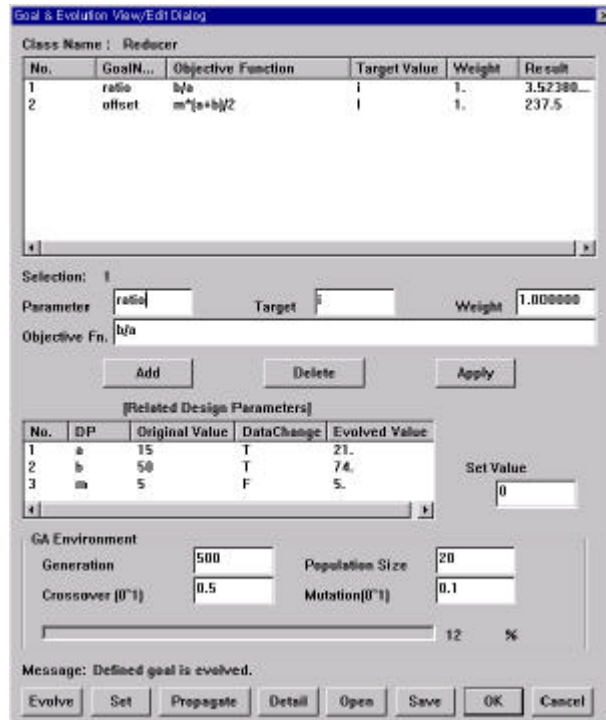 Goal & Evolution View/Edit Dialog
Class Name : Reducer
No. GoalN... Objective Function Target Value Weight Result
1 ratio b/a i 1. 3.52380...
2 offset m*(a+b)/2 l 1. 237.5
Selection: 1
Parameter ratio Target i Weight 1.000000
Objective Fn. b/a
Add Delete Apply
[Related Design Parameters]
No. DP Original Value DataChange Evolved Value
1 a 15 T 21.
2 b 50 T 74.
3 m 5 F 5.
Set Value
0
GA Environment
Generation 500 Population Size 20
Crossover (0~1) 0.5 Mutation(0~1) 0.1
12 %
Message: Defined goal is evolved.
Evolve Set Propagate Detail Open Save OK Cancel